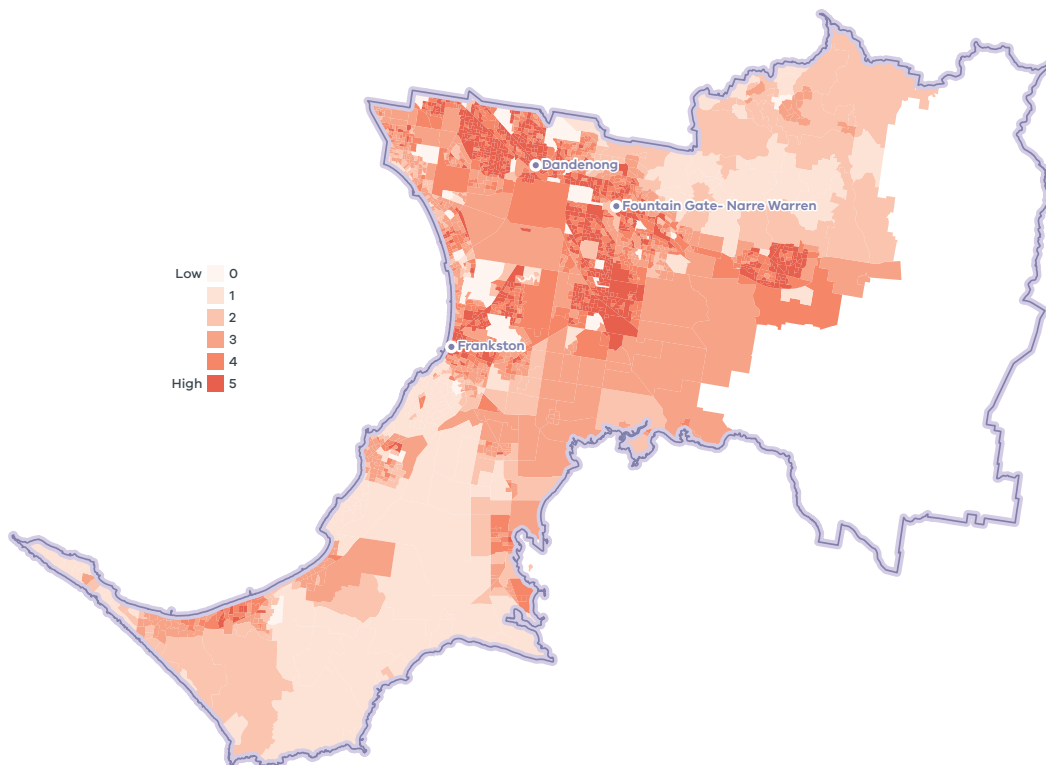 Dandenong
Fountain Gate- Narre Warren
Low 0
1
2
3
4
High 5
Frankston